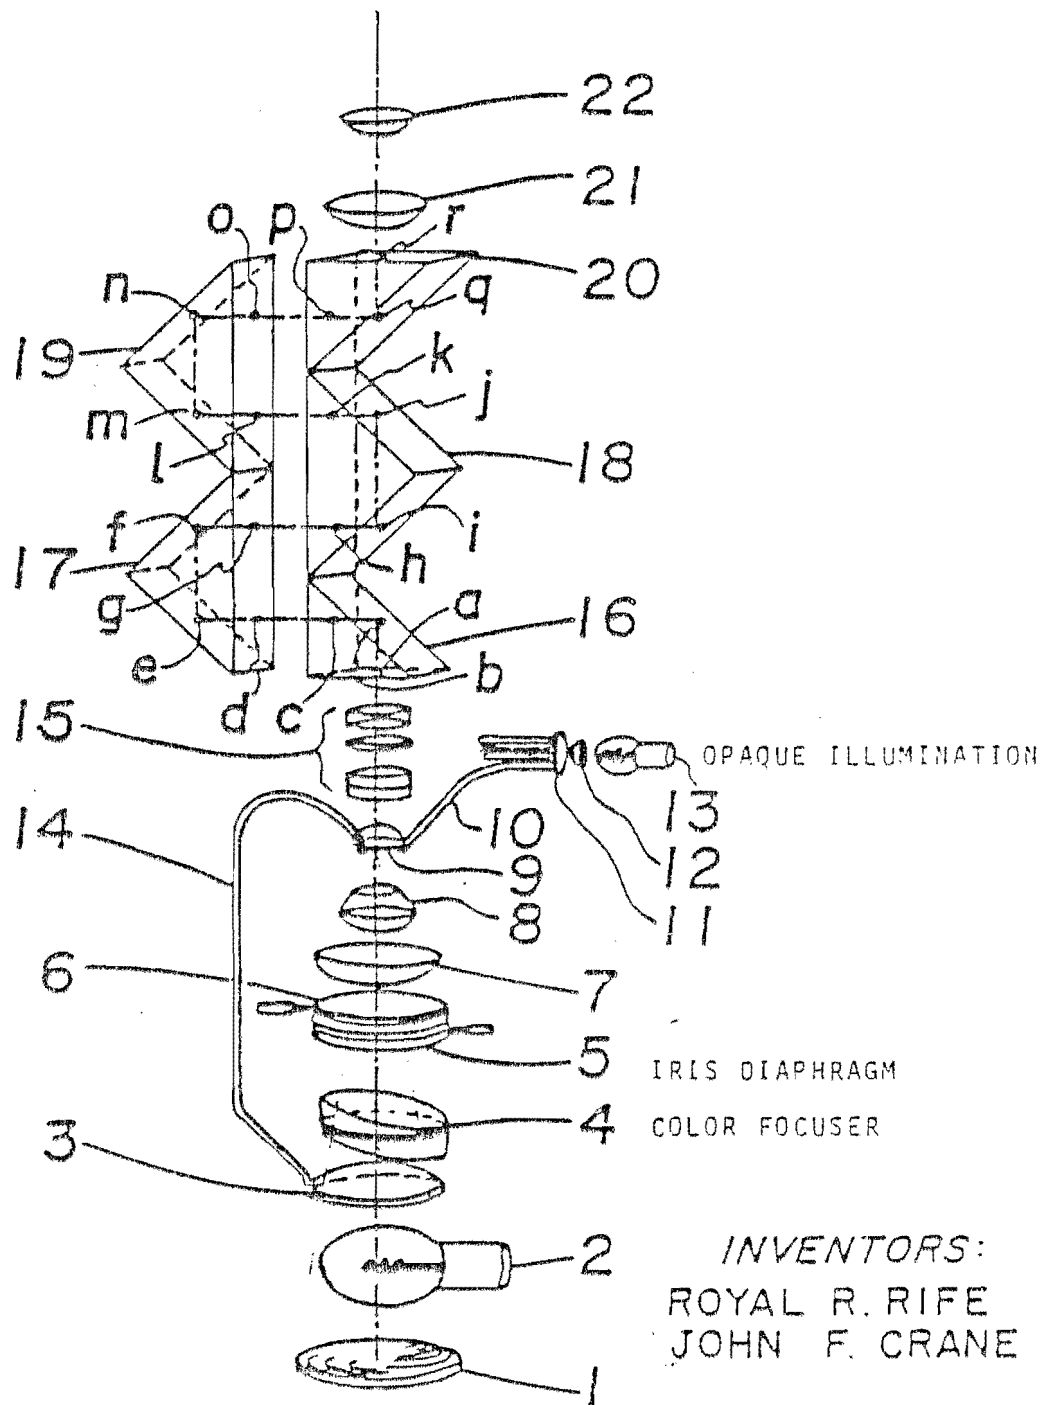 22
21
o p r
20
n q
19
k
m j
l
18
f i
17
h
g a
16
e b
d c
15
OPAQUE ILLUMINATION
14
10
13
9
12
8
11
6
7
5 IRIS DIAPHRAGM
4 COLOR FOCUSER
3
2
INVENTORS:
ROYAL R. RIFE
JOHN F. CRANE
1